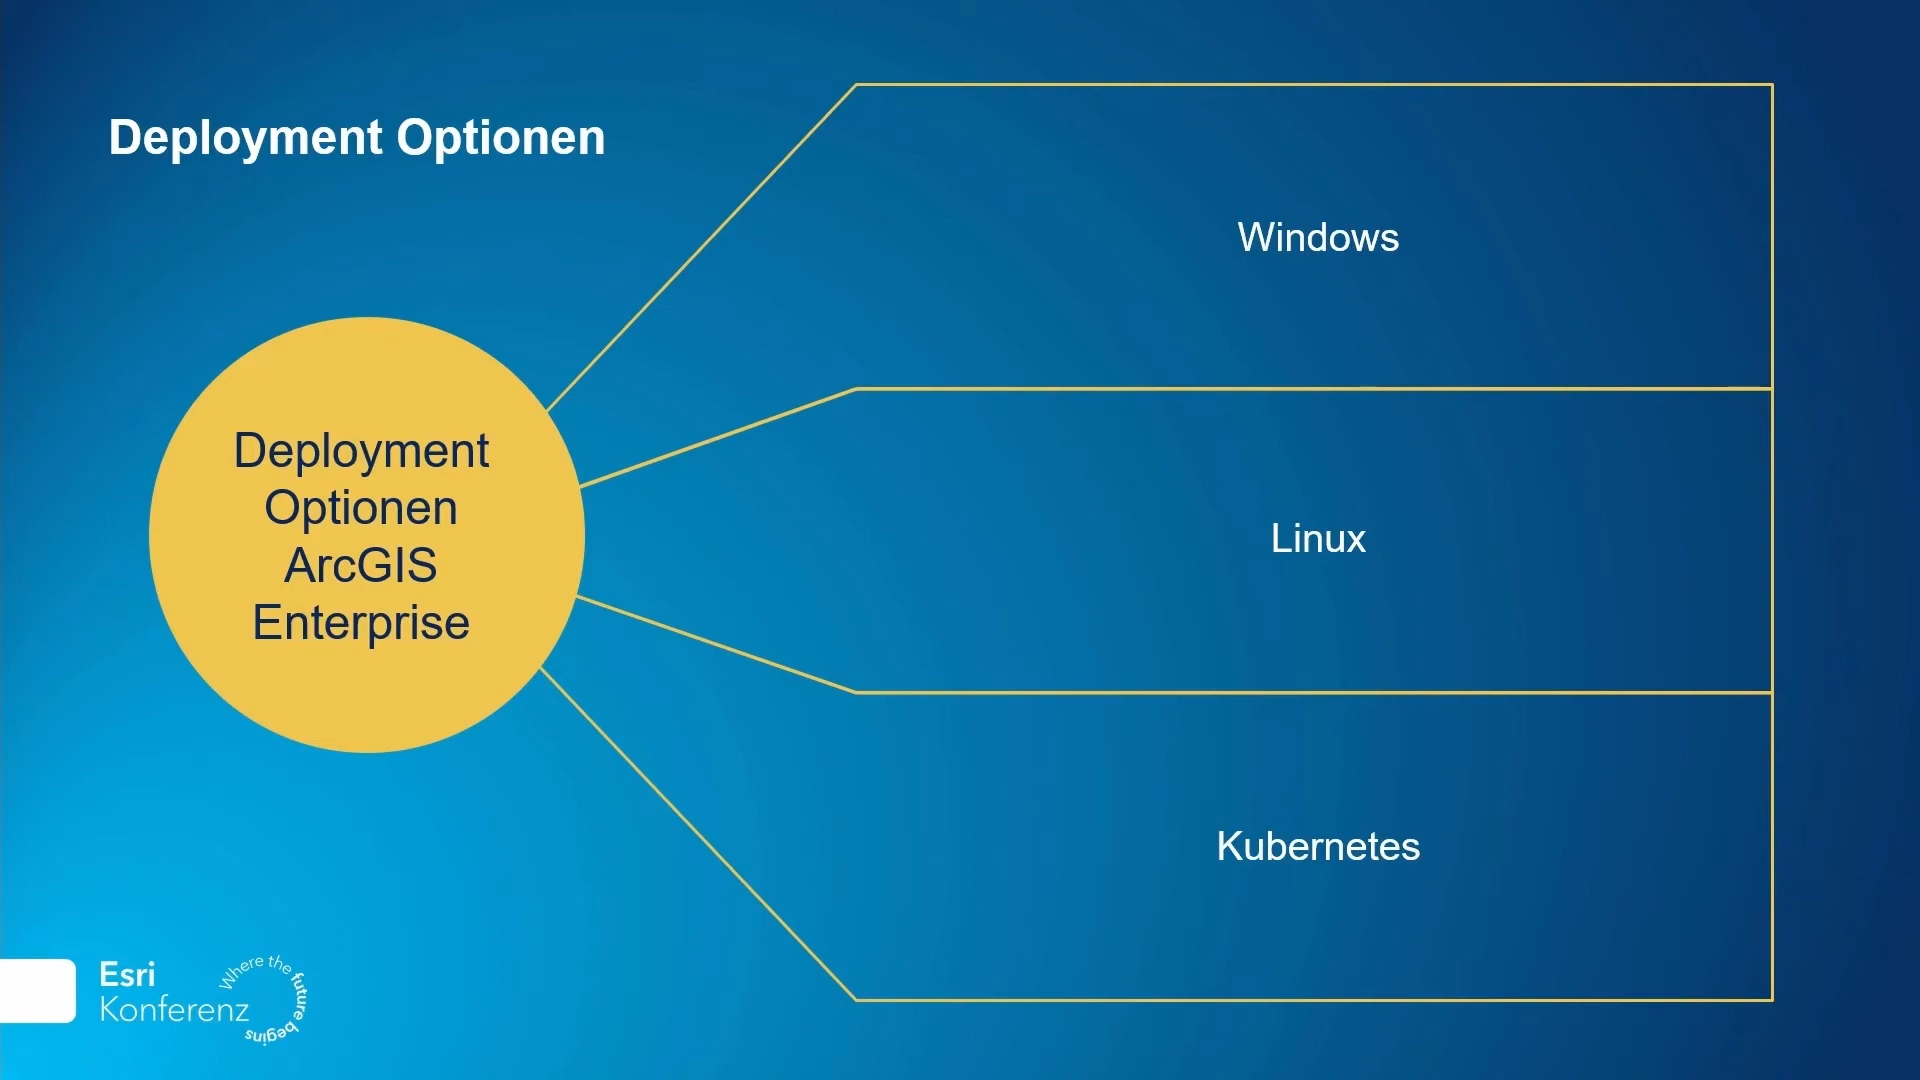 Deployment Optionen
Deployment
Optionen
ArcGIS
Enterprise
Windows
Linux
Kubernetes
Esri
Konferenz
Where the future begins